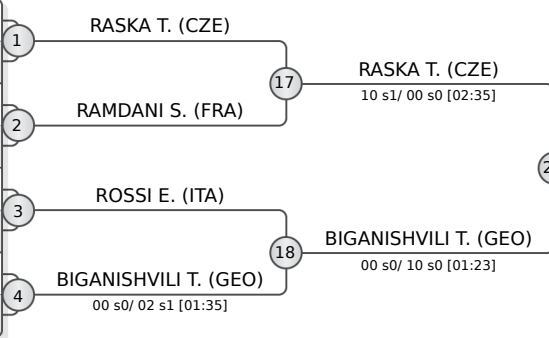 RASKA T. (CZE)
1
17
RASKA T. (CZE)
10 s1/ 00 s0 [02:35]
RAMDANI S. (FRA)
2
ROSSI E. (ITA)
3
18
BIGANISHVILI T. (GEO)
00 s0/ 10 s0 [01:23]
BIGANISHVILI T. (GEO)
4
00 s0/ 02 s1 [01:35]